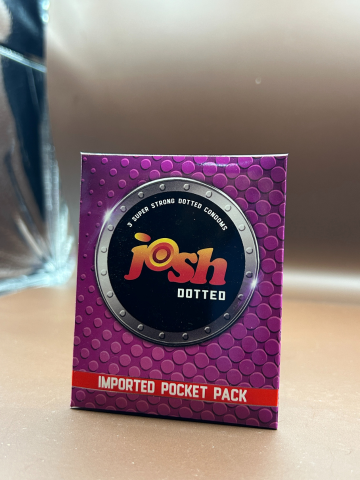 3 SUPER STRONG DOTTED CONDOMS
josh
DOTTED
IMPORTED POCKET PACK